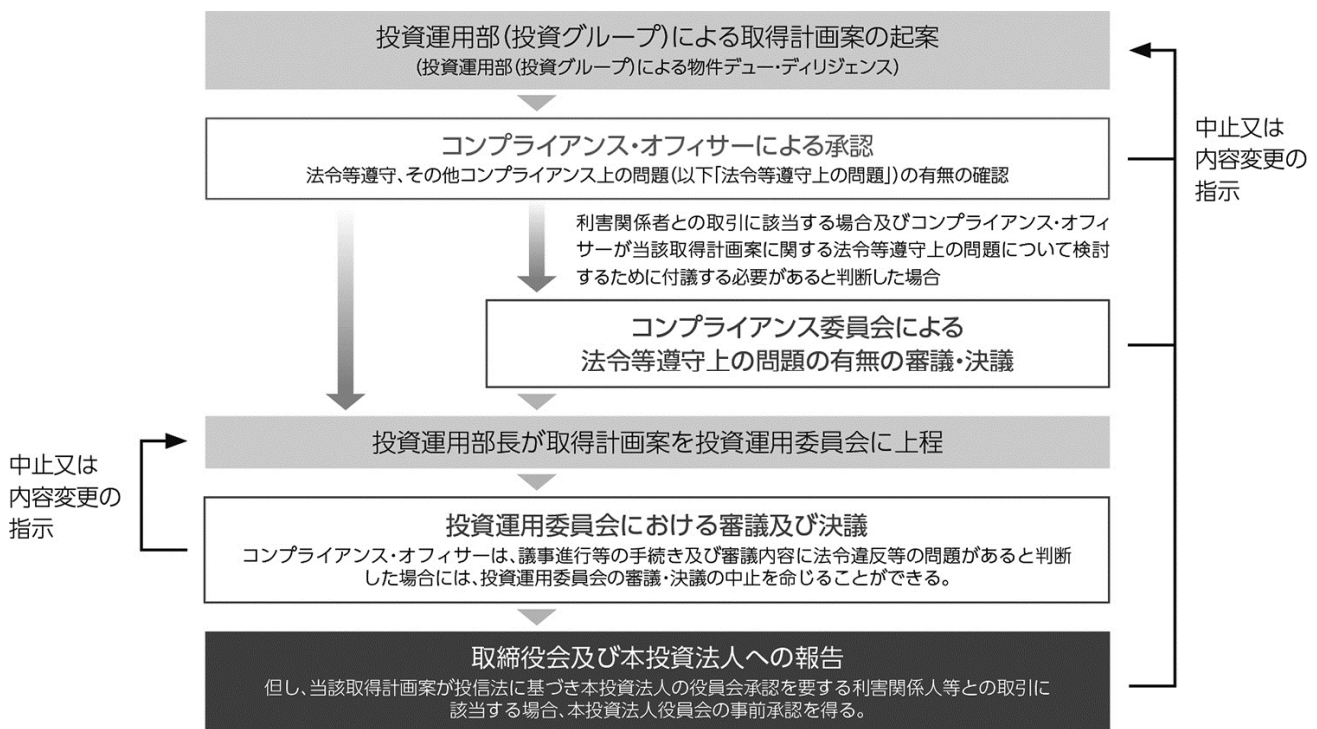 投資運用部（投資グループ）による取得計画案の起案
（投資運用部（投資グループ）による物件デュー・ディリジェンス）
コンプライアンス・オフィサーによる承認
法令等遵守、その他コンプライアンス上の問題（以下「法令等遵守上の問題」）の有無の確認
中止又は
内容変更の
指示
利害関係者との取引に該当する場合及びコンプライアンス・オフィ
サーが当該取得計画案に関する法令等遵守上の問題について検討
するために付議する必要があると判断した場合
コンプライアンス委員会による
法令等遵守上の問題の有無の審議・決議
投資運用部長が取得計画案を投資運用委員会に上程
中止又は
内容変更の
指示
投資運用委員会における審議及び決議
コンプライアンス・オフィサーは、議事進行等の手続き及び審議内容に法令違反等の問題があると判断
した場合には、投資運用委員会の審議・決議の中止を命じることができる。
取締役会及び本投資法人への報告
但し、当該取得計画案が投信法に基づき本投資法人の役員会承認を要する利害関係人等との取引に
該当する場合、本投資法人役員会の事前承認を得る。